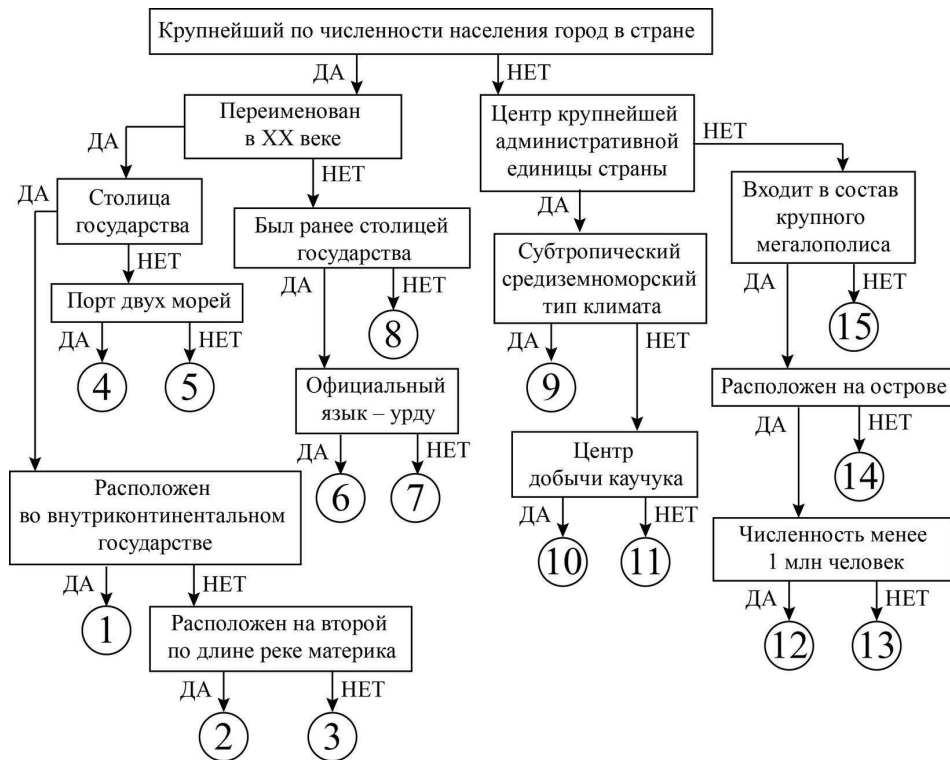 Крупнейший по численности населения город в стране
ДА
НЕТ
Переименован
в XX веке
ДА
НЕТ
Центр крупнейшей
административной
единицы страны
НЕТ
ДА
Столица
государства
ДА
НЕТ
Был ранее столицей
государства
ДА
НЕТ
Субтропический
средиземноморский
тип климата
ДА
НЕТ
Входит в состав
крупного
мегалополиса
ДА
НЕТ
Порт двух морей
ДА
НЕТ
4
5
8
9
15
Официальный
язык – урду
ДА
НЕТ
6
7
Расположен на острове
ДА
НЕТ
14
Центр
добычи каучука
ДА
НЕТ
10
11
Расположен
во внутриконтинентальном
государстве
ДА
НЕТ
1
Численность менее
1 млн человек
ДА
НЕТ
12
13
Расположен на второй
по длине реке материка
ДА
НЕТ
2
3